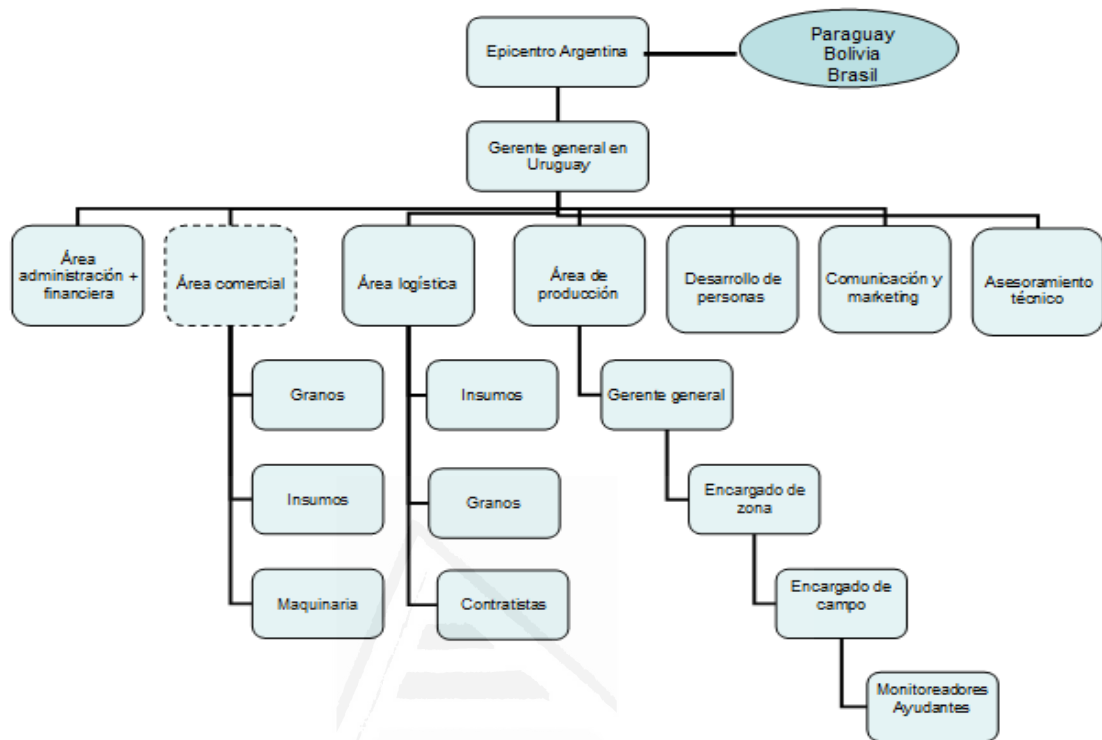 Paraguay
Bolivia
Brasil
Epicentro Argentina
Gerente general en
Uruguay
Área
administración +
financiera
Área comercial
Área logística
Área de
producción
Desarrollo de
personas
Comunicación y
marketing
Asesoramiento
técnico
Granos
Insumos
Gerente general
Insumos
Granos
Encargado de
zona
Maquinaria
Contratistas
Encargado de
campo
Monitoreadores
Ayudantes